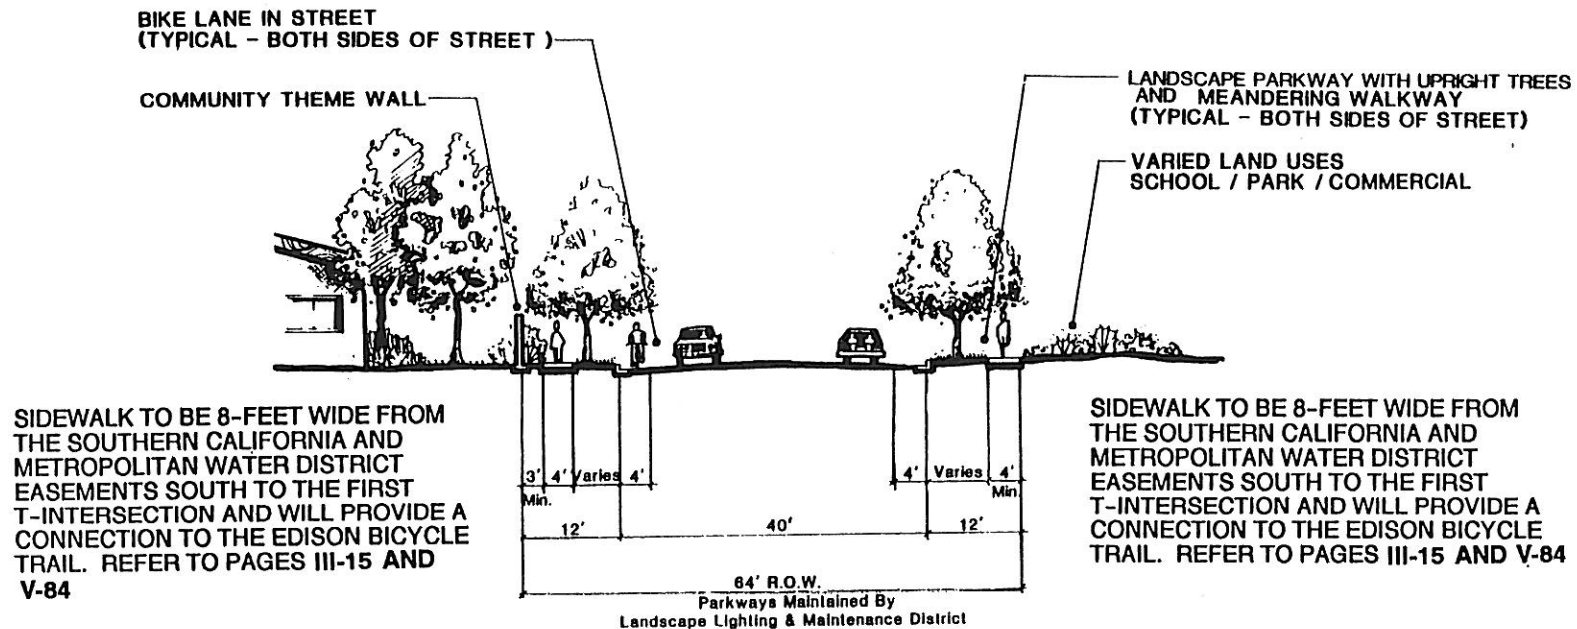 BIKE LANE IN STREET
(TYPICAL - BOTH SIDES OF STREET )
COMMUNITY THEME WALL
LANDSCAPE PARKWAY WITH UPRIGHT TREES
AND MEANDERING WALKWAY
(TYPICAL - BOTH SIDES OF STREET)
VARIED LAND USES
SCHOOL / PARK / COMMERCIAL
SIDEWALK TO BE 8-FEET WIDE FROM
THE SOUTHERN CALIFORNIA AND
METROPOLITAN WATER DISTRICT
EASEMENTS SOUTH TO THE FIRST
T-INTERSECTION AND WILL PROVIDE A
CONNECTION TO THE EDISON BICYCLE
TRAIL. REFER TO PAGES III-15 AND
V-84
3' 4' Varies 4'
Min.
12'
40'
4' Varies 4'
Min.
12'
64' R.O.W.
Parkways Maintained By
Landscape Lighting & Maintenance District
SIDEWALK TO BE 8-FEET WIDE FROM
THE SOUTHERN CALIFORNIA AND
METROPOLITAN WATER DISTRICT
EASEMENTS SOUTH TO THE FIRST
T-INTERSECTION AND WILL PROVIDE A
CONNECTION TO THE EDISON BICYCLE
TRAIL. REFER TO PAGES III-15 AND V-84